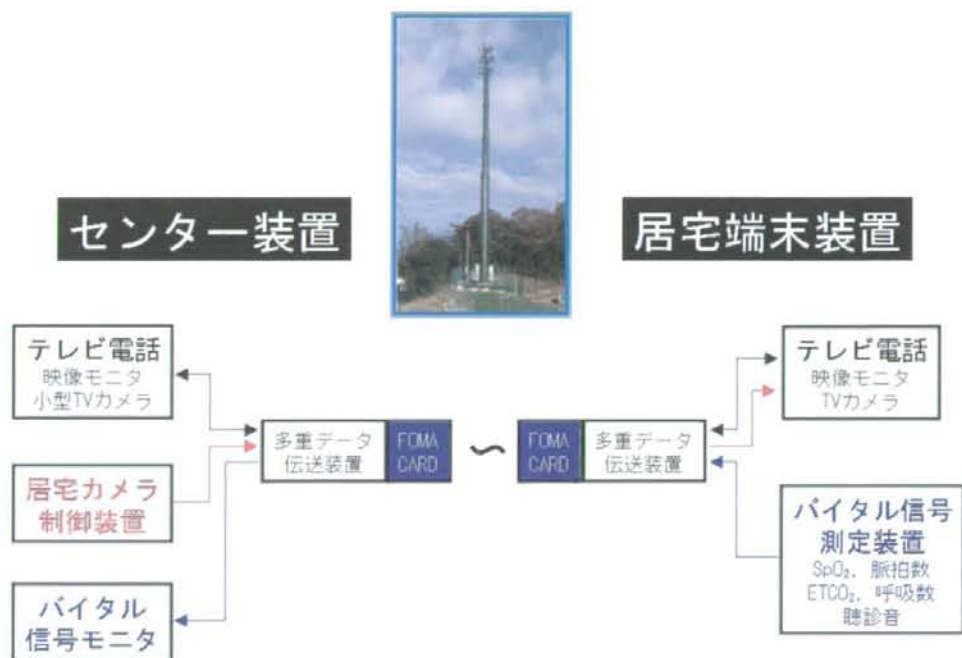 センター装置
居宅端末装置
テレビ電話
映像モニタ
小型TVカメラ
居宅カメラ
制御装置
バイタル
信号モニタ
多重データ
伝送装置
FOMA
CARD
~
FOMA
CARD
多重データ
伝送装置
テレビ電話
映像モニタ
TVカメラ
バイタル信号
測定装置
SpO₂、脈拍数
ETCO₂、呼吸数
聴診音